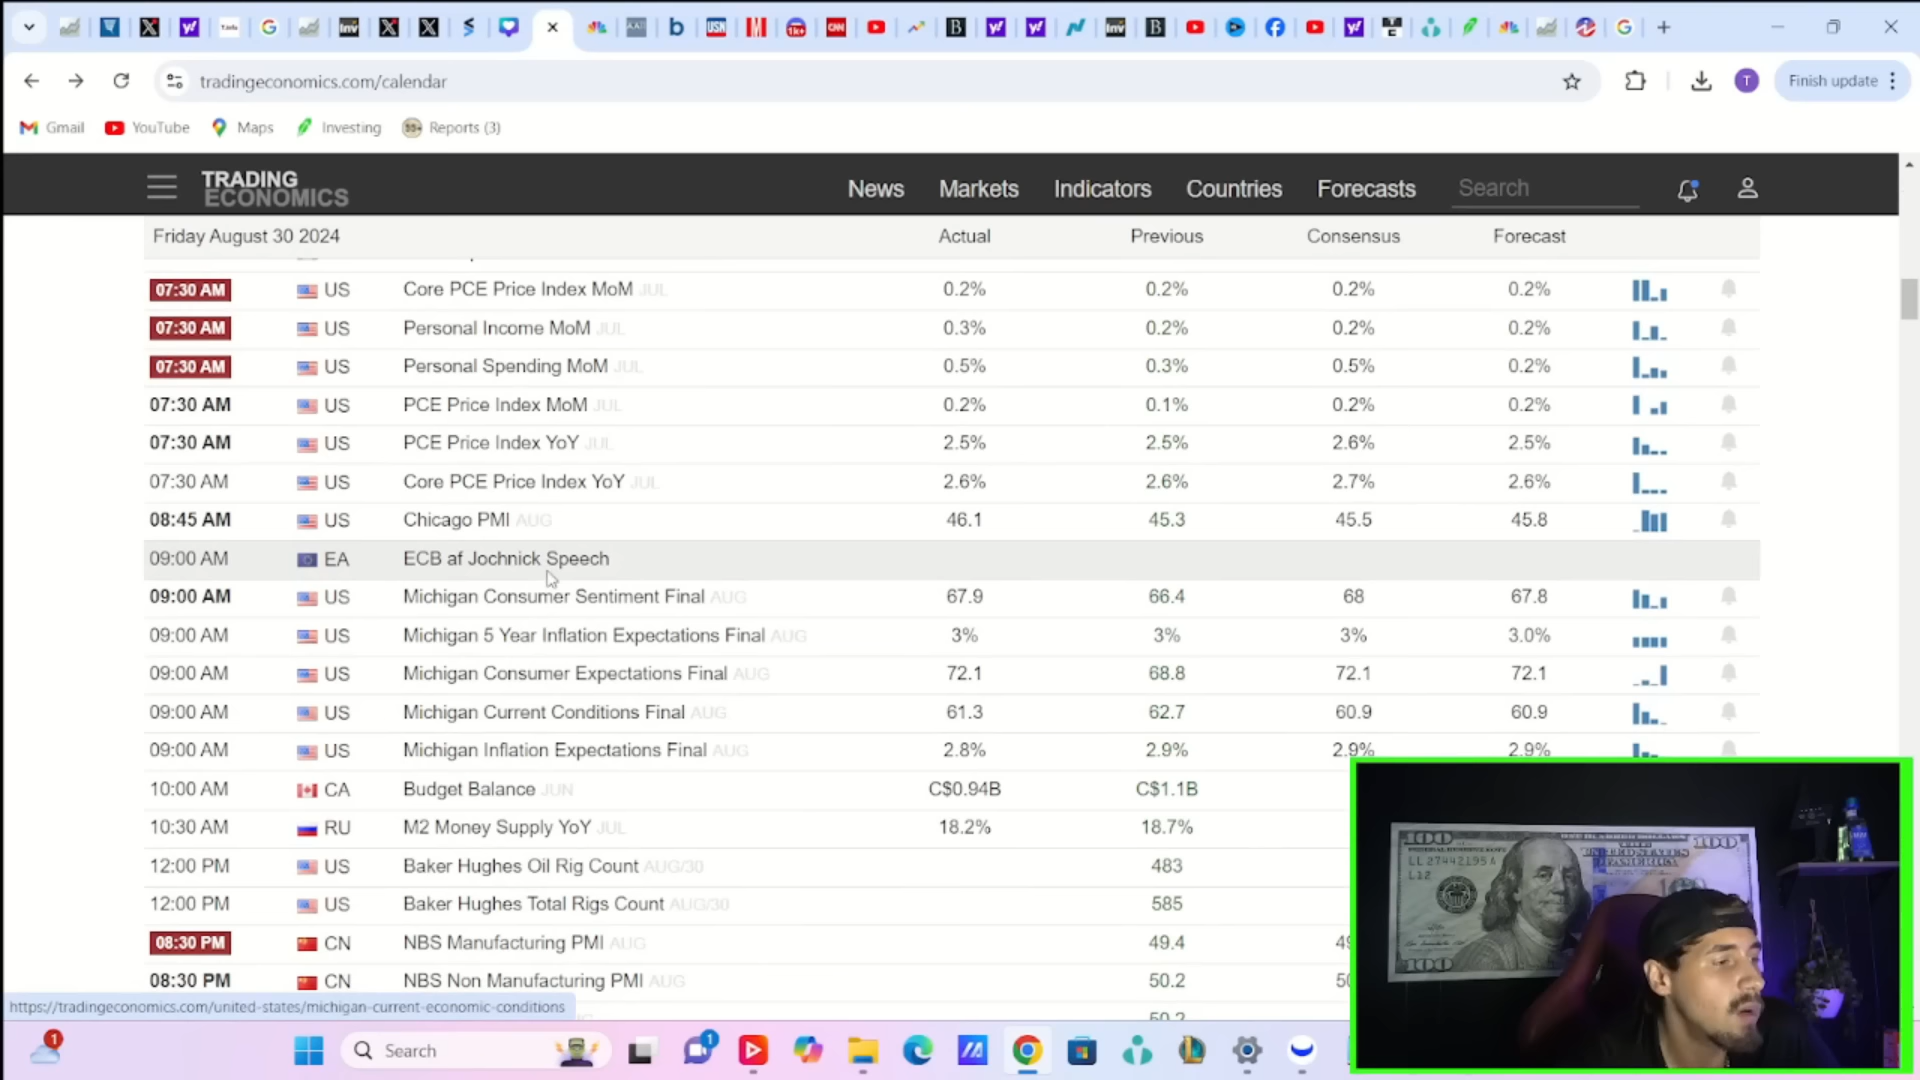 tradingeconomics.com/calendar
Finish update
Gmail YouTube Maps Investing Reports (3)
TRADING
ECONOMICS
News Markets Indicators Countries Forecasts Search
Friday August 30 2024 Actual Previous Consensus Forecast
07:30 AM US Core PCE Price Index MoM JUL 0.2% 0.2% 0.2% 0.2%
07:30 AM US Personal Income MoM JUL 0.3% 0.2% 0.2% 0.2%
07:30 AM US Personal Spending MoM JUL 0.5% 0.3% 0.5% 0.2%
07:30 AM US PCE Price Index MoM JUL 0.2% 0.1% 0.2% 0.2%
07:30 AM US PCE Price Index YoY JUL 2.5% 2.5% 2.6% 2.5%
07:30 AM US Core PCE Price Index YoY JUL 2.6% 2.6% 2.7% 2.6%
08:45 AM US Chicago PMI AUG 46.1 45.3 45.5 45.8
09:00 AM EA ECB af Jochnick Speech
09:00 AM US Michigan Consumer Sentiment Final AUG 67.9 66.4 68 67.8
09:00 AM US Michigan 5 Year Inflation Expectations Final AUG 3% 3% 3% 3.0%
09:00 AM US Michigan Consumer Expectations Final AUG 72.1 68.8 72.1 72.1
09:00 AM US Michigan Current Conditions Final AUG 61.3 62.7 60.9 60.9
09:00 AM US Michigan Inflation Expectations Final AUG 2.8% 2.9% 2.9% 2.9%
10:00 AM CA Budget Balance JUN C$0.94B C$1.1B
10:30 AM RU M2 Money Supply YoY JUL 18.2% 18.7%
12:00 PM US Baker Hughes Oil Rig Count AUG/30 483
12:00 PM US Baker Hughes Total Rigs Count AUG/30 585
08:30 PM CN NBS Manufacturing PMI AUG 49.4
08:30 PM CN NBS Non Manufacturing PMI AUG 50.2
50.2
https://tradingeconomics.com/united-states/michigan-current-economic-conditions
Search
100 100
LL 27442195 A
L12
100